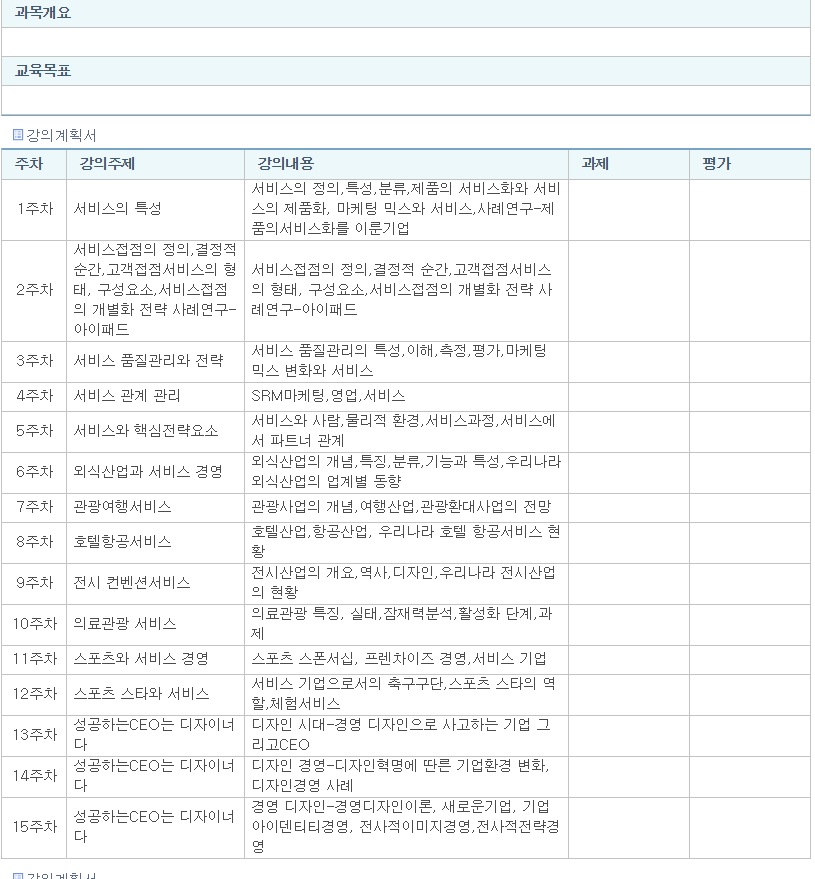 과목개요
교육목표
강의계획서
주차 강의주제 강의내용 과제 평가
1주차 서비스의 특성 서비스의 정의,특성,분류,제품의 서비스화와 서비
스의 제품화, 마케팅 믹스와 서비스,사례연구-제
품의서비스화를 이룬기업
2주차
서비스접점의 정의,결정적
순간,고객접점서비스의 형
태, 구성요소,서비스접점
의 개별화 전략 사례연구-
아이패드
서비스접점의 정의,결정적 순간,고객접점서비스
의 형태, 구성요소,서비스접점의 개별화 전략 사
례연구-아이패드
3주차 서비스 품질관리와 전략 서비스 품질관리의 특성,이해,측정,평가,마케팅
믹스 변화와 서비스
4주차 서비스 관계 관리 SRM마케팅,영업,서비스
5주차 서비스와 핵심전략요소 서비스와 사람,물리적 환경,서비스과정,서비스에
서 파트너 관계
6주차 외식산업과 서비스 경영 외식산업의 개념,특징,분류,기능과 특성,우리나라
외식산업의 업계별 동향
7주차 관광여행서비스 관광사업의 개념,여행산업,관광환대사업의 전망
8주차 호텔항공서비스 호텔산업,항공산업, 우리나라 호텔 항공서비스 현
황
9주차 전시 컨벤션서비스 전시산업의 개요,역사,디자인,우리나라 전시산업
의 현황
10주차 의료관광 서비스 의료관광 특징, 실태,잠재력분석,활성화 단계,과
제
11주차 스포츠와 서비스 경영 스포츠 스폰서십, 프렌차이즈 경영,서비스 기업
12주차 스포츠 스타와 서비스 서비스 기업으로서의 축구구단,스포츠 스타의 역
할,체험서비스
13주차
성공하는CEO는 디자이너
다
디자인 시대-경영 디자인으로 사고하는 기업 그
리고CEO
14주차
성공하는CEO는 디자이너
다
디자인 경영-디자인혁명에 딴른 기업환경 변화,
디자인경영 사례
15주차
성공하는CEO는 디자이너
다
경영 디자인-경영디자인이론, 새로운기업, 기업
아이덴티티경영, 전사적이미지경영,전사적전략경
영
강의계획서